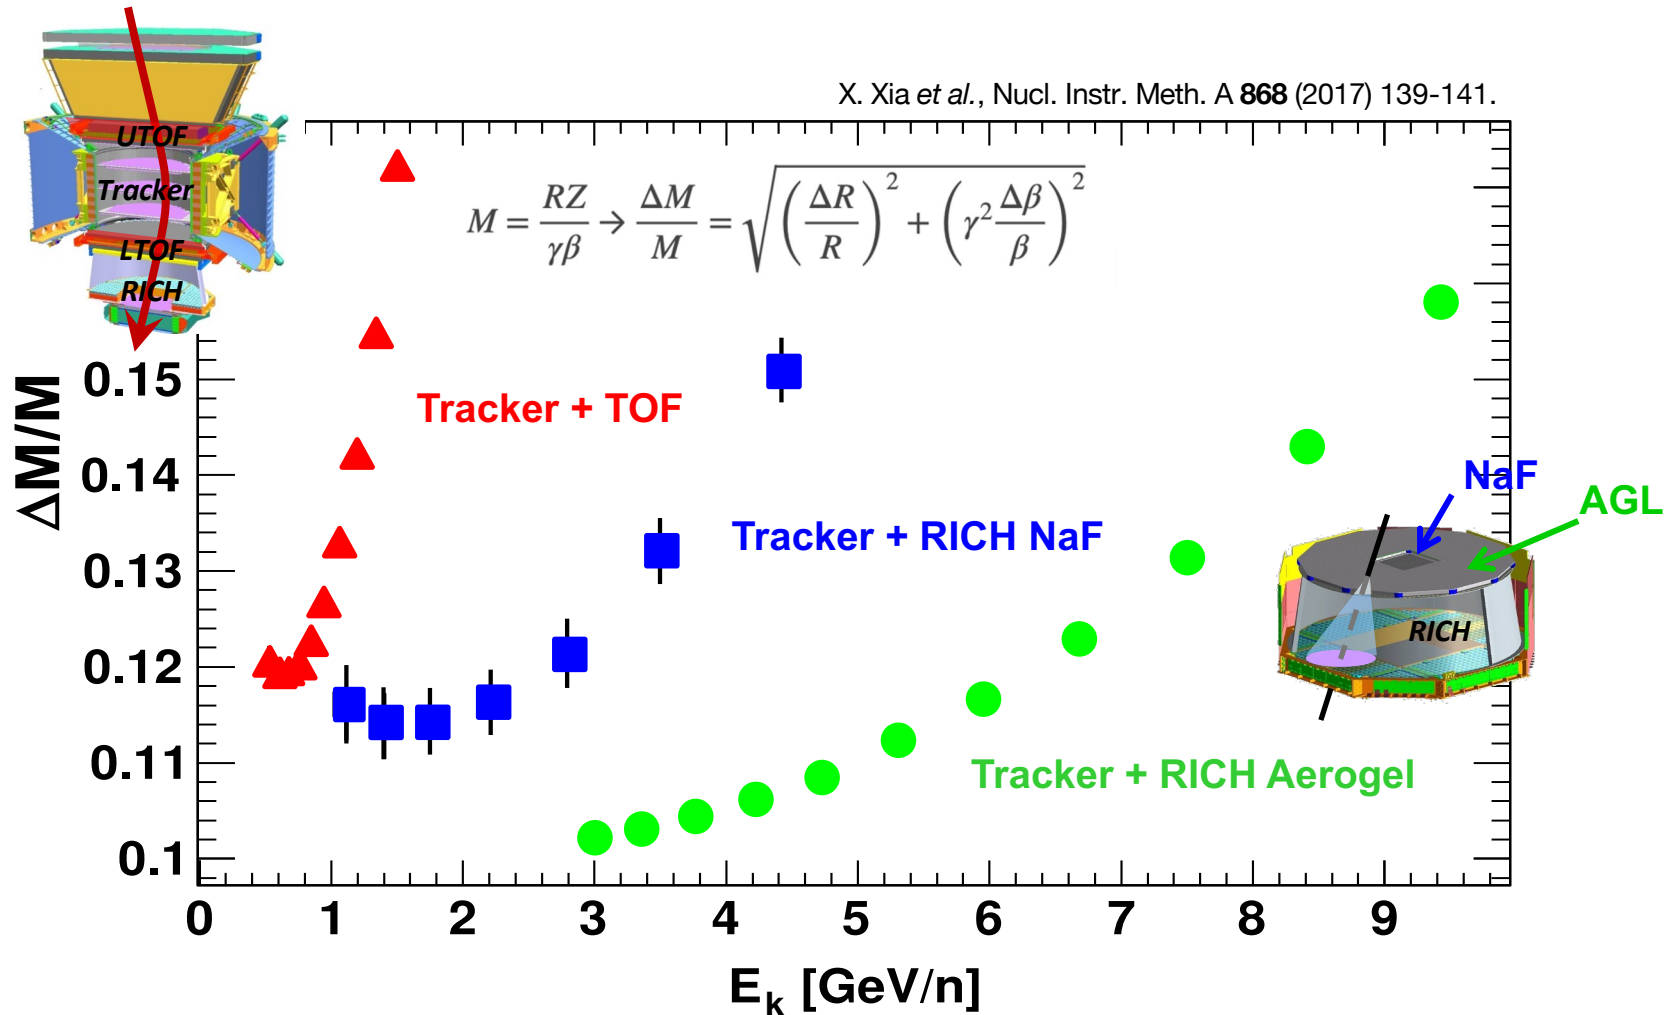 X. Xia et al., Nucl. Instr. Meth. A 868 (2017) 139-141.
UTOF
Tracker
LTOF
RICH
M = RZ/γβ → ΔM/M = √((ΔR/R)² + (γ² Δβ/β)²)
ΔM/M
0.15
0.14
0.13
0.12
0.11
0.1
Tracker + TOF
Tracker + RICH NaF
Tracker + RICH Aerogel
NaF
AGL
RICH
0 1 2 3 4 5 6 7 8 9
Eₖ [GeV/n]